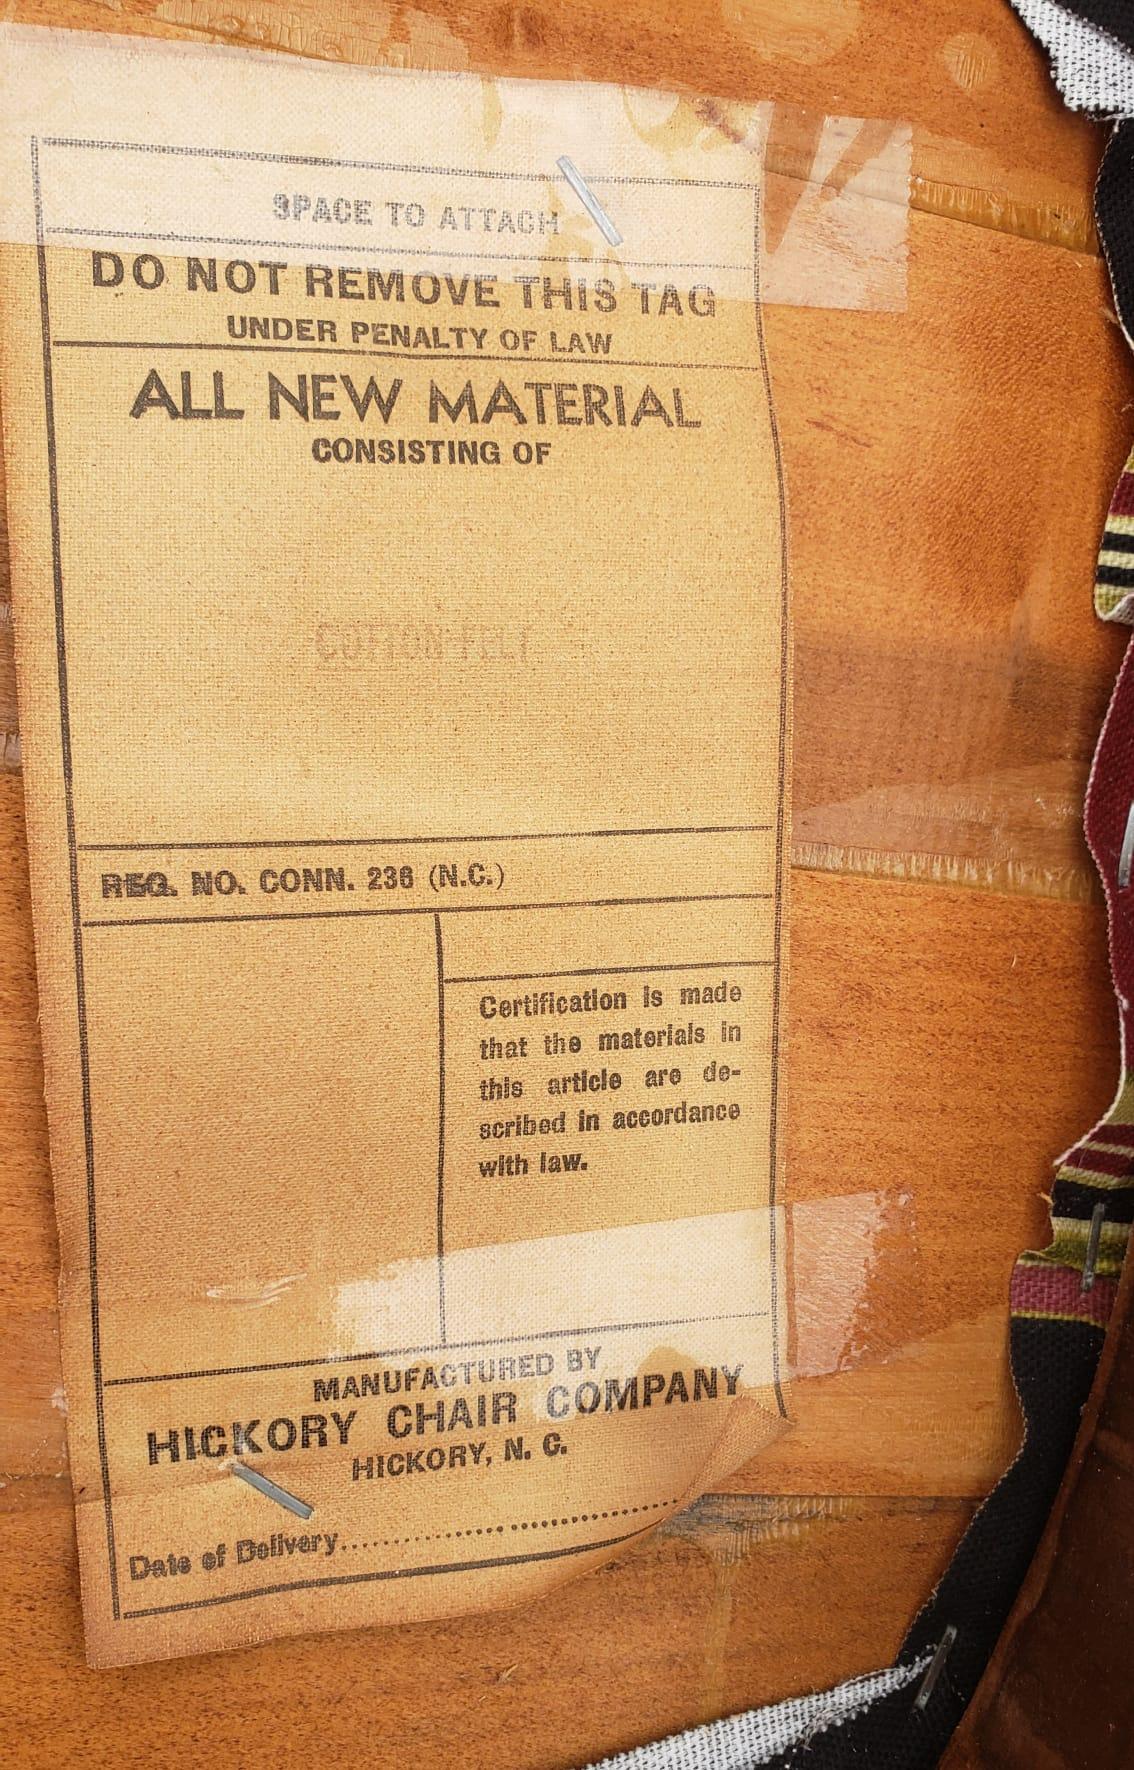 SPACE TO ATTACH
DO NOT REMOVE THIS TAG
UNDER PENALTY OF LAW
ALL NEW MATERIAL
CONSISTING OF
COTTON FELT
REG. NO. CONN. 236 (N.C.)
Certification is made
that the materials in
this article are de-
scribed in accordance
with law.
MANUFACTURED BY
HICKORY CHAIR COMPANY
HICKORY, N. C.
Date of Delivery